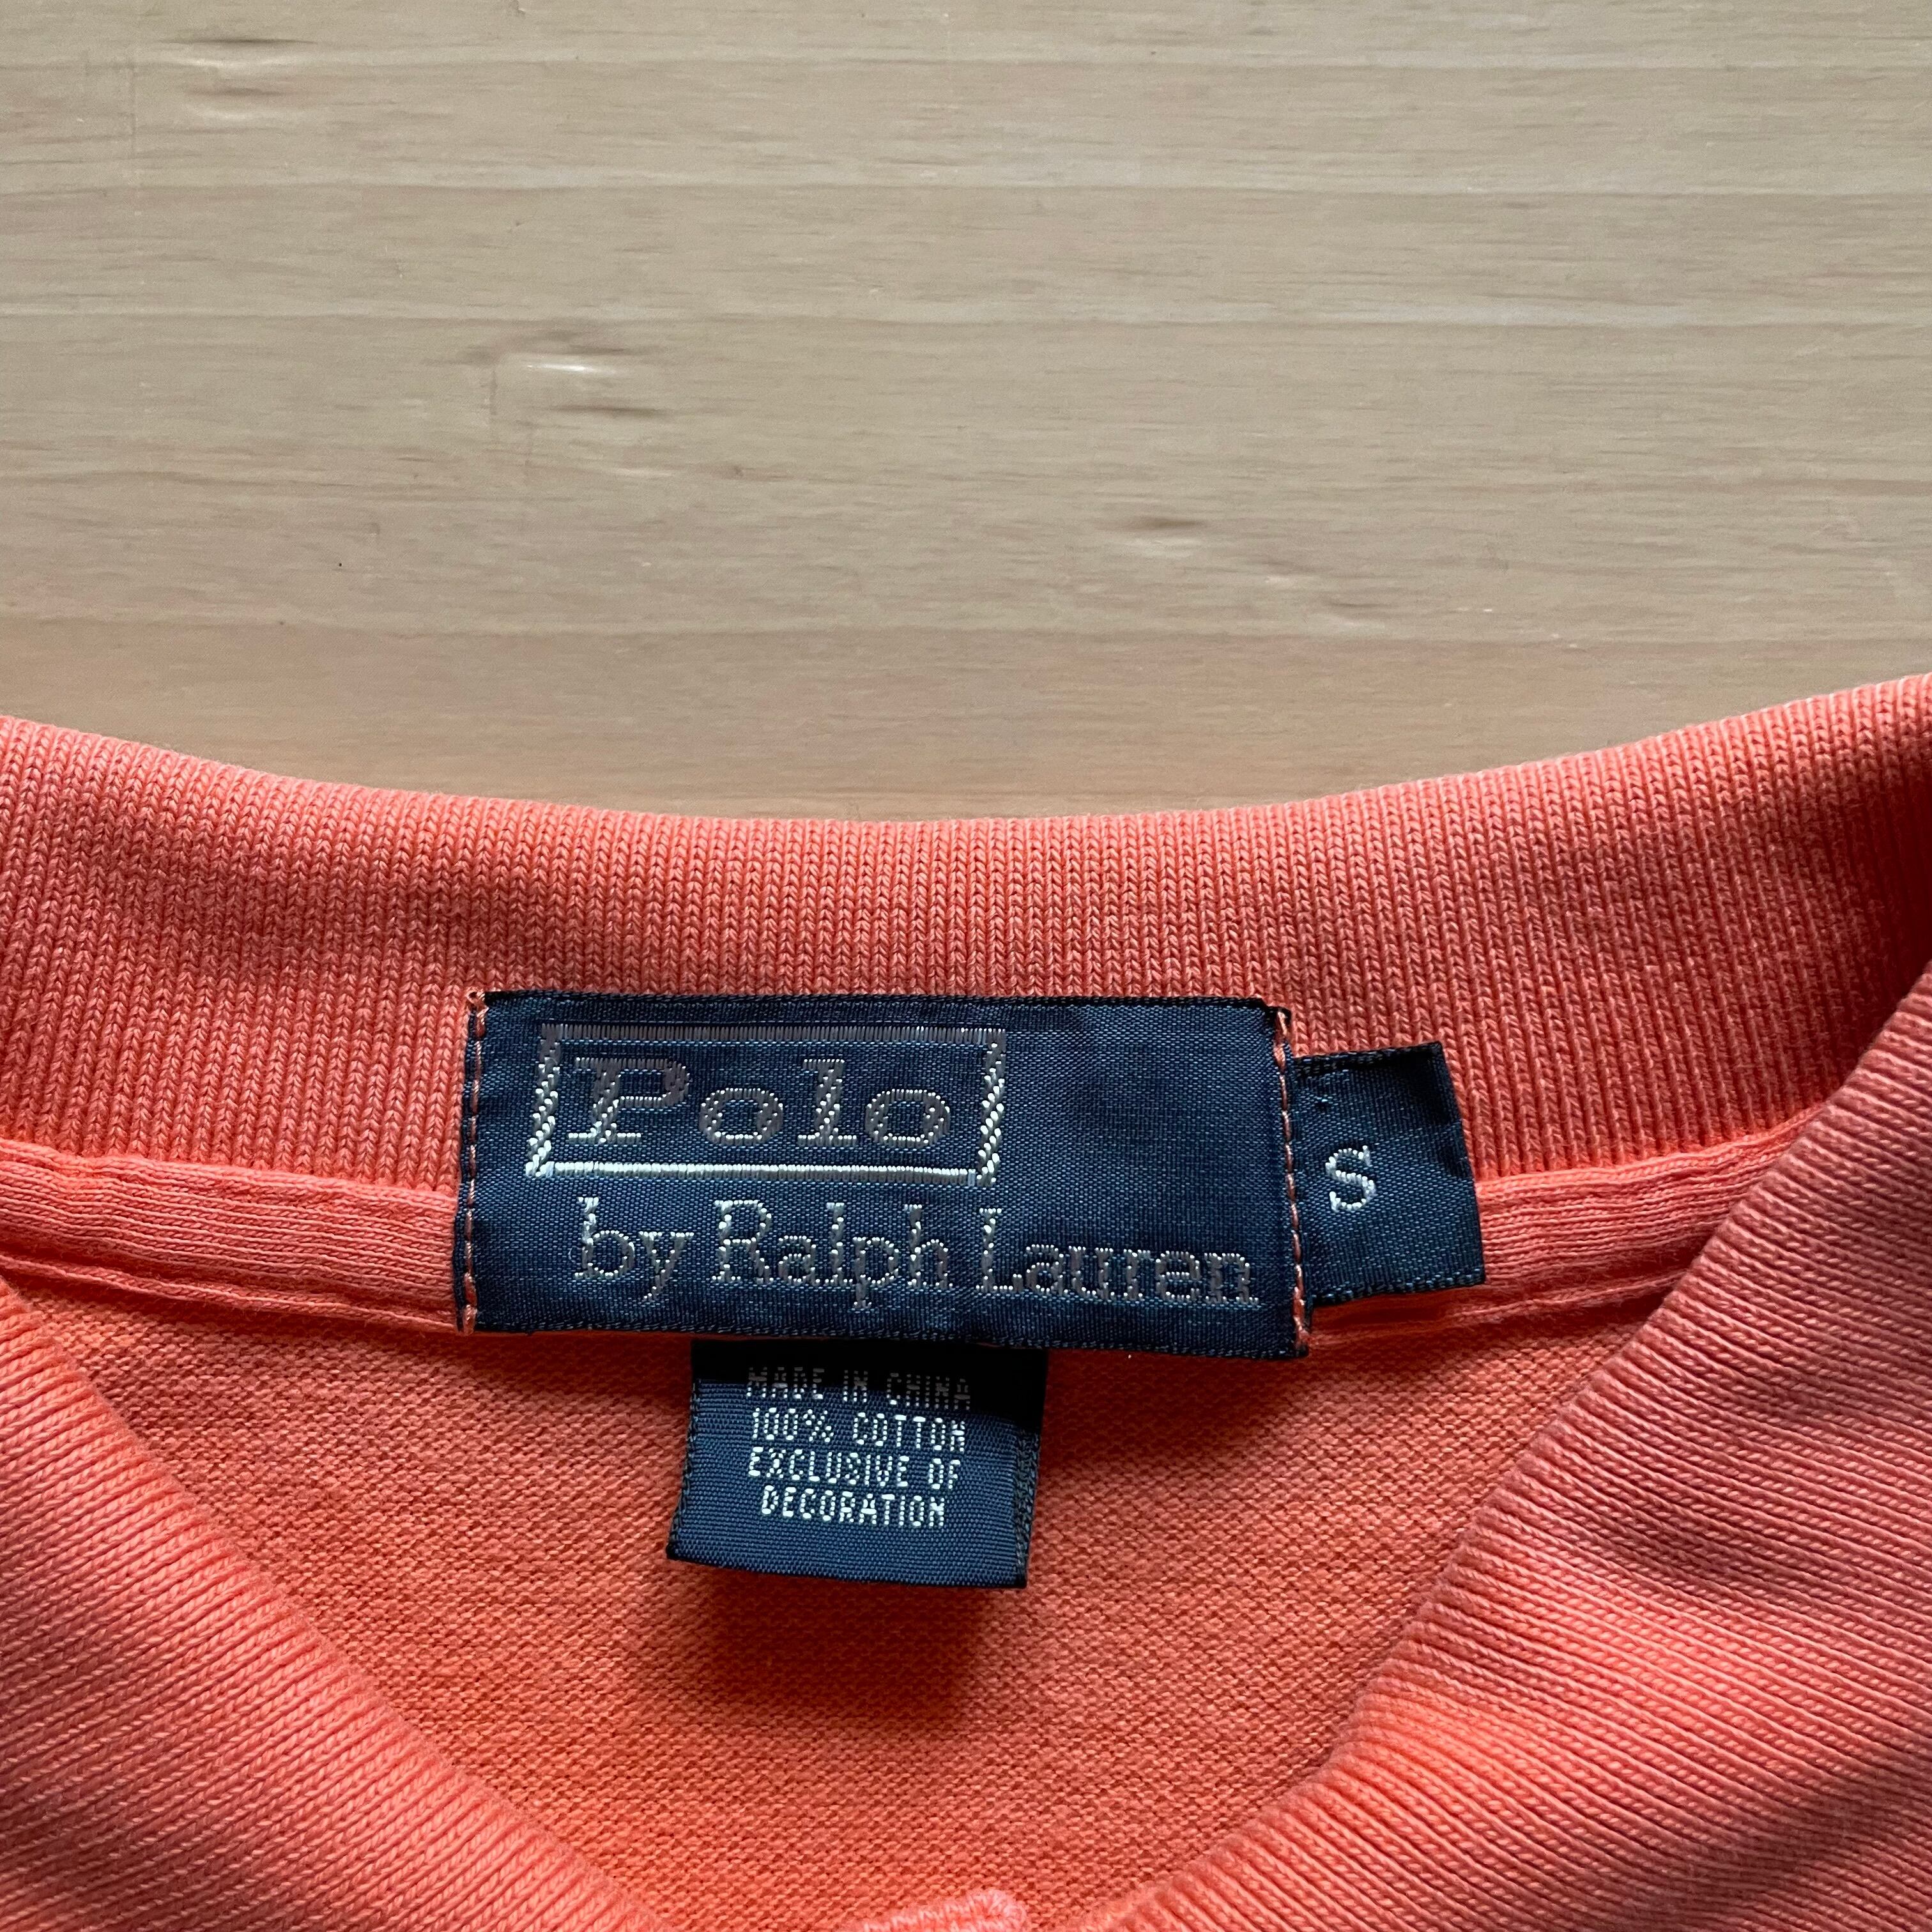 Polo
by Ralph Lauren
S
MADE IN CHINA
100% COTTON
EXCLUSIVE OF
DECORATION